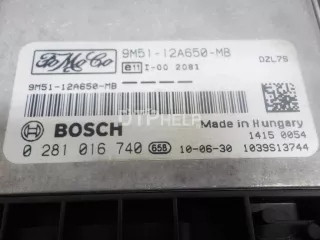 FoMoCo 9M51-12A650-MB
e11 I-00 2081 DZL7S
9M51-12A650-MB
BOSCH Made in Hungary
1415 0054
0 281 016 740 658 10-06-30 1039S13744
DTPHELP